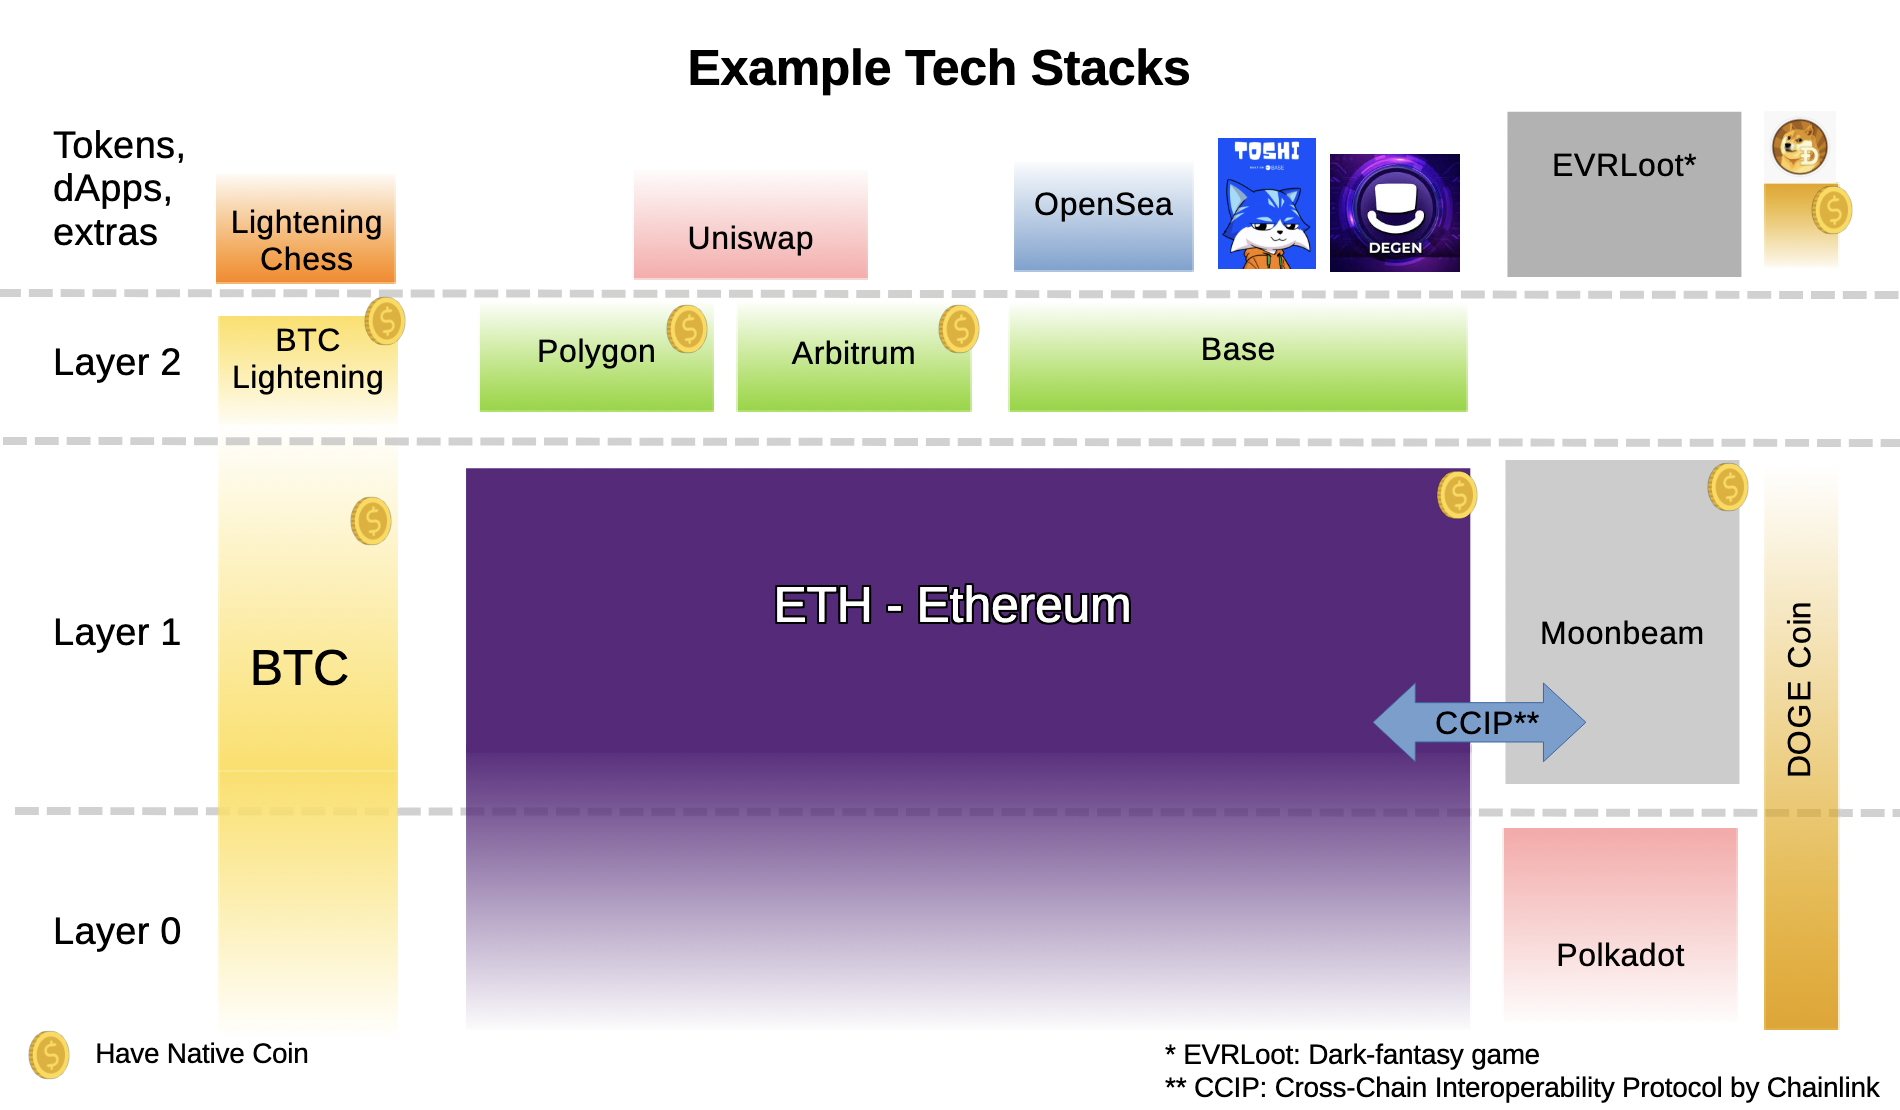 Example Tech Stacks
Tokens,
dApps,
extras
Lightening
Chess
Uniswap
OpenSea
TOSHI
BASE
DEGEN
EVRLoot*
Layer 2
BTC
Lightening
Polygon
Arbitrum
Base
Layer 1
BTC
ETH - Ethereum
CCIP**
Moonbeam
DOGE Coin
Layer 0
Polkadot
Have Native Coin
* EVRLoot: Dark-fantasy game
** CCIP: Cross-Chain Interoperability Protocol by Chainlink